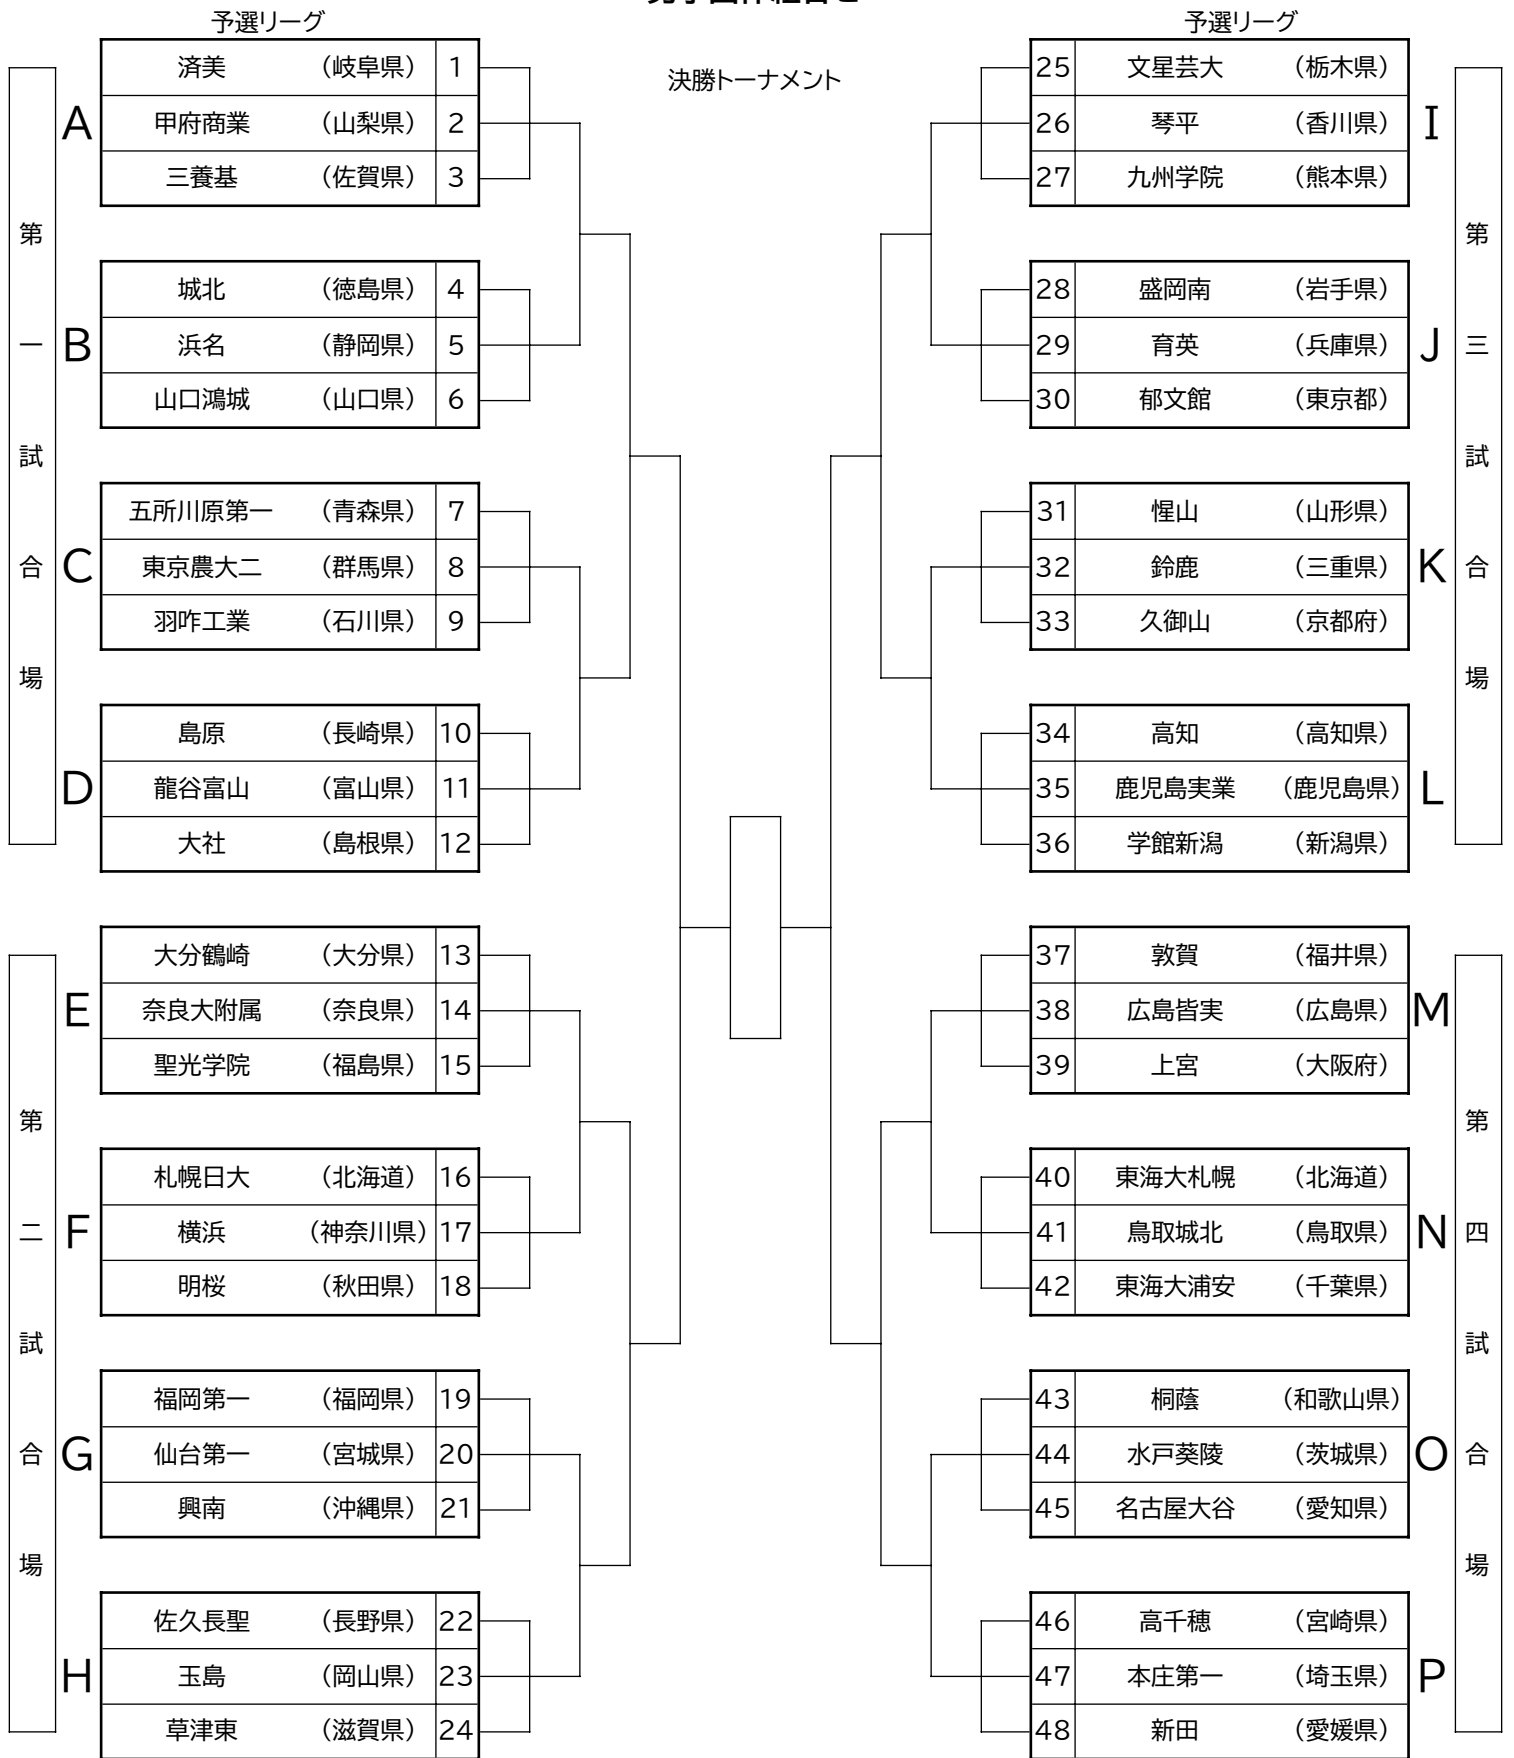 予選リーグ
予選リーグ
決勝トーナメント
第一試合場
A
済美 （岐阜県） 1
甲府商業 （山梨県） 2
三養基 （佐賀県） 3
B
城北 （徳島県） 4
浜名 （静岡県） 5
山口鴻城 （山口県） 6
C
五所川原第一 （青森県） 7
東京農大二 （群馬県） 8
羽咋工業 （石川県） 9
D
島原 （長崎県） 10
龍谷富山 （富山県） 11
大社 （島根県） 12
第二試合場
E
大分鶴崎 （大分県） 13
奈良大附属 （奈良県） 14
聖光学院 （福島県） 15
F
札幌日大 （北海道） 16
横浜 （神奈川県） 17
明桜 （秋田県） 18
G
福岡第一 （福岡県） 19
仙台第一 （宮城県） 20
興南 （沖縄県） 21
H
佐久長聖 （長野県） 22
玉島 （岡山県） 23
草津東 （滋賀県） 24
第三試合場
I
25 文星芸大 （栃木県）
26 琴平 （香川県）
27 九州学院 （熊本県）
J
28 盛岡南 （岩手県）
29 育英 （兵庫県）
30 郁文館 （東京都）
K
31 惺山 （山形県）
32 鈴鹿 （三重県）
33 久御山 （京都府）
L
34 高知 （高知県）
35 鹿児島実業 （鹿児島県）
36 学館新潟 （新潟県）
第四試合場
M
37 敦賀 （福井県）
38 広島皆実 （広島県）
39 上宮 （大阪府）
N
40 東海大札幌 （北海道）
41 鳥取城北 （鳥取県）
42 東海大浦安 （千葉県）
O
43 桐蔭 （和歌山県）
44 水戸葵陵 （茨城県）
45 名古屋大谷 （愛知県）
P
46 高千穂 （宮崎県）
47 本庄第一 （埼玉県）
48 新田 （愛媛県）